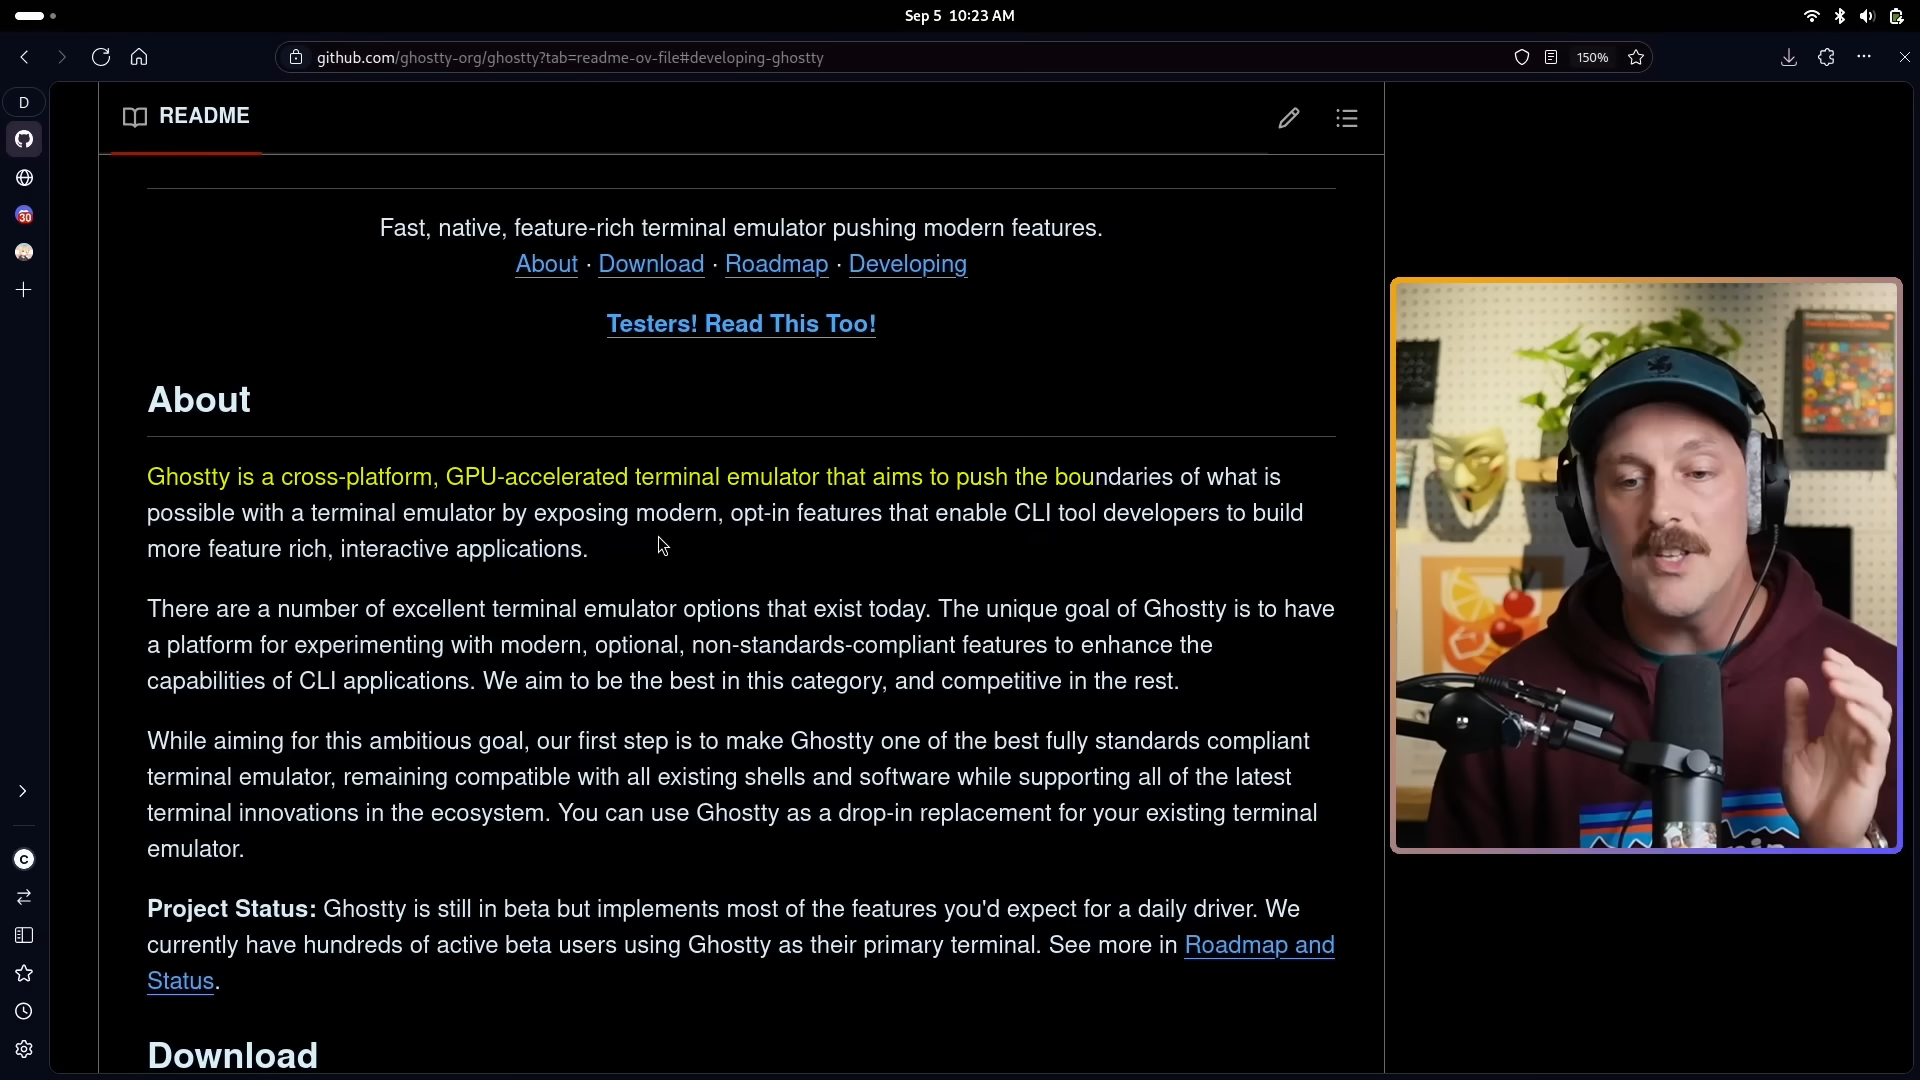 Sep 5 10:23 AM
github.com/ghostty-org/ghostty?tab=readme-ov-file#developing-ghostty
150%
D
30
C
README
Fast, native, feature-rich terminal emulator pushing modern features.
About · Download · Roadmap · Developing
Testers! Read This Too!
About
Ghostty is a cross-platform, GPU-accelerated terminal emulator that aims to push the boundaries of what is
possible with a terminal emulator by exposing modern, opt-in features that enable CLI tool developers to build
more feature rich, interactive applications.
There are a number of excellent terminal emulator options that exist today. The unique goal of Ghostty is to have
a platform for experimenting with modern, optional, non-standards-compliant features to enhance the
capabilities of CLI applications. We aim to be the best in this category, and competitive in the rest.
While aiming for this ambitious goal, our first step is to make Ghostty one of the best fully standards compliant
terminal emulator, remaining compatible with all existing shells and software while supporting all of the latest
terminal innovations in the ecosystem. You can use Ghostty as a drop-in replacement for your existing terminal
emulator.
Project Status: Ghostty is still in beta but implements most of the features you'd expect for a daily driver. We
currently have hundreds of active beta users using Ghostty as their primary terminal. See more in Roadmap and
Status.
Download